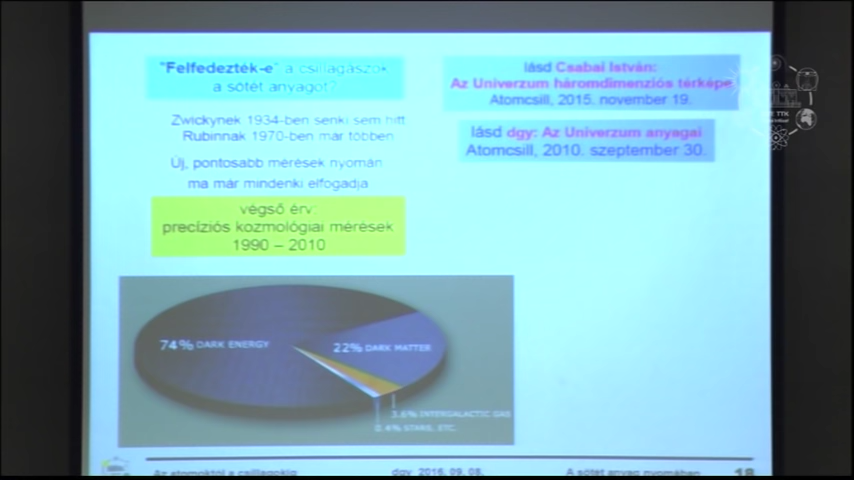 "Felfedezték-e" a csillagászok
a sötét anyagot?
Zwickynek 1934-ben senki sem hitt
Rubinnak 1970-ben már többen
Új, pontosabb mérések nyomán
ma már mindenki elfogadja
végső érv:
precíziós kozmológiai mérések
1990 – 2010
lásd Csabai István:
Az Univerzum háromdimenziós térképe
Atomcsill, 2015. november 19.
lásd dgy: Az Univerzum anyagai
Atomcsill, 2010. szeptember 30.
74% DARK ENERGY
22% DARK MATTER
3.6% INTERGALACTIC GAS
0.4% STARS, ETC.
Az atomoktól a csillagokig
dgy 2016. 09. 08.
A sötét anyag nyomában
18